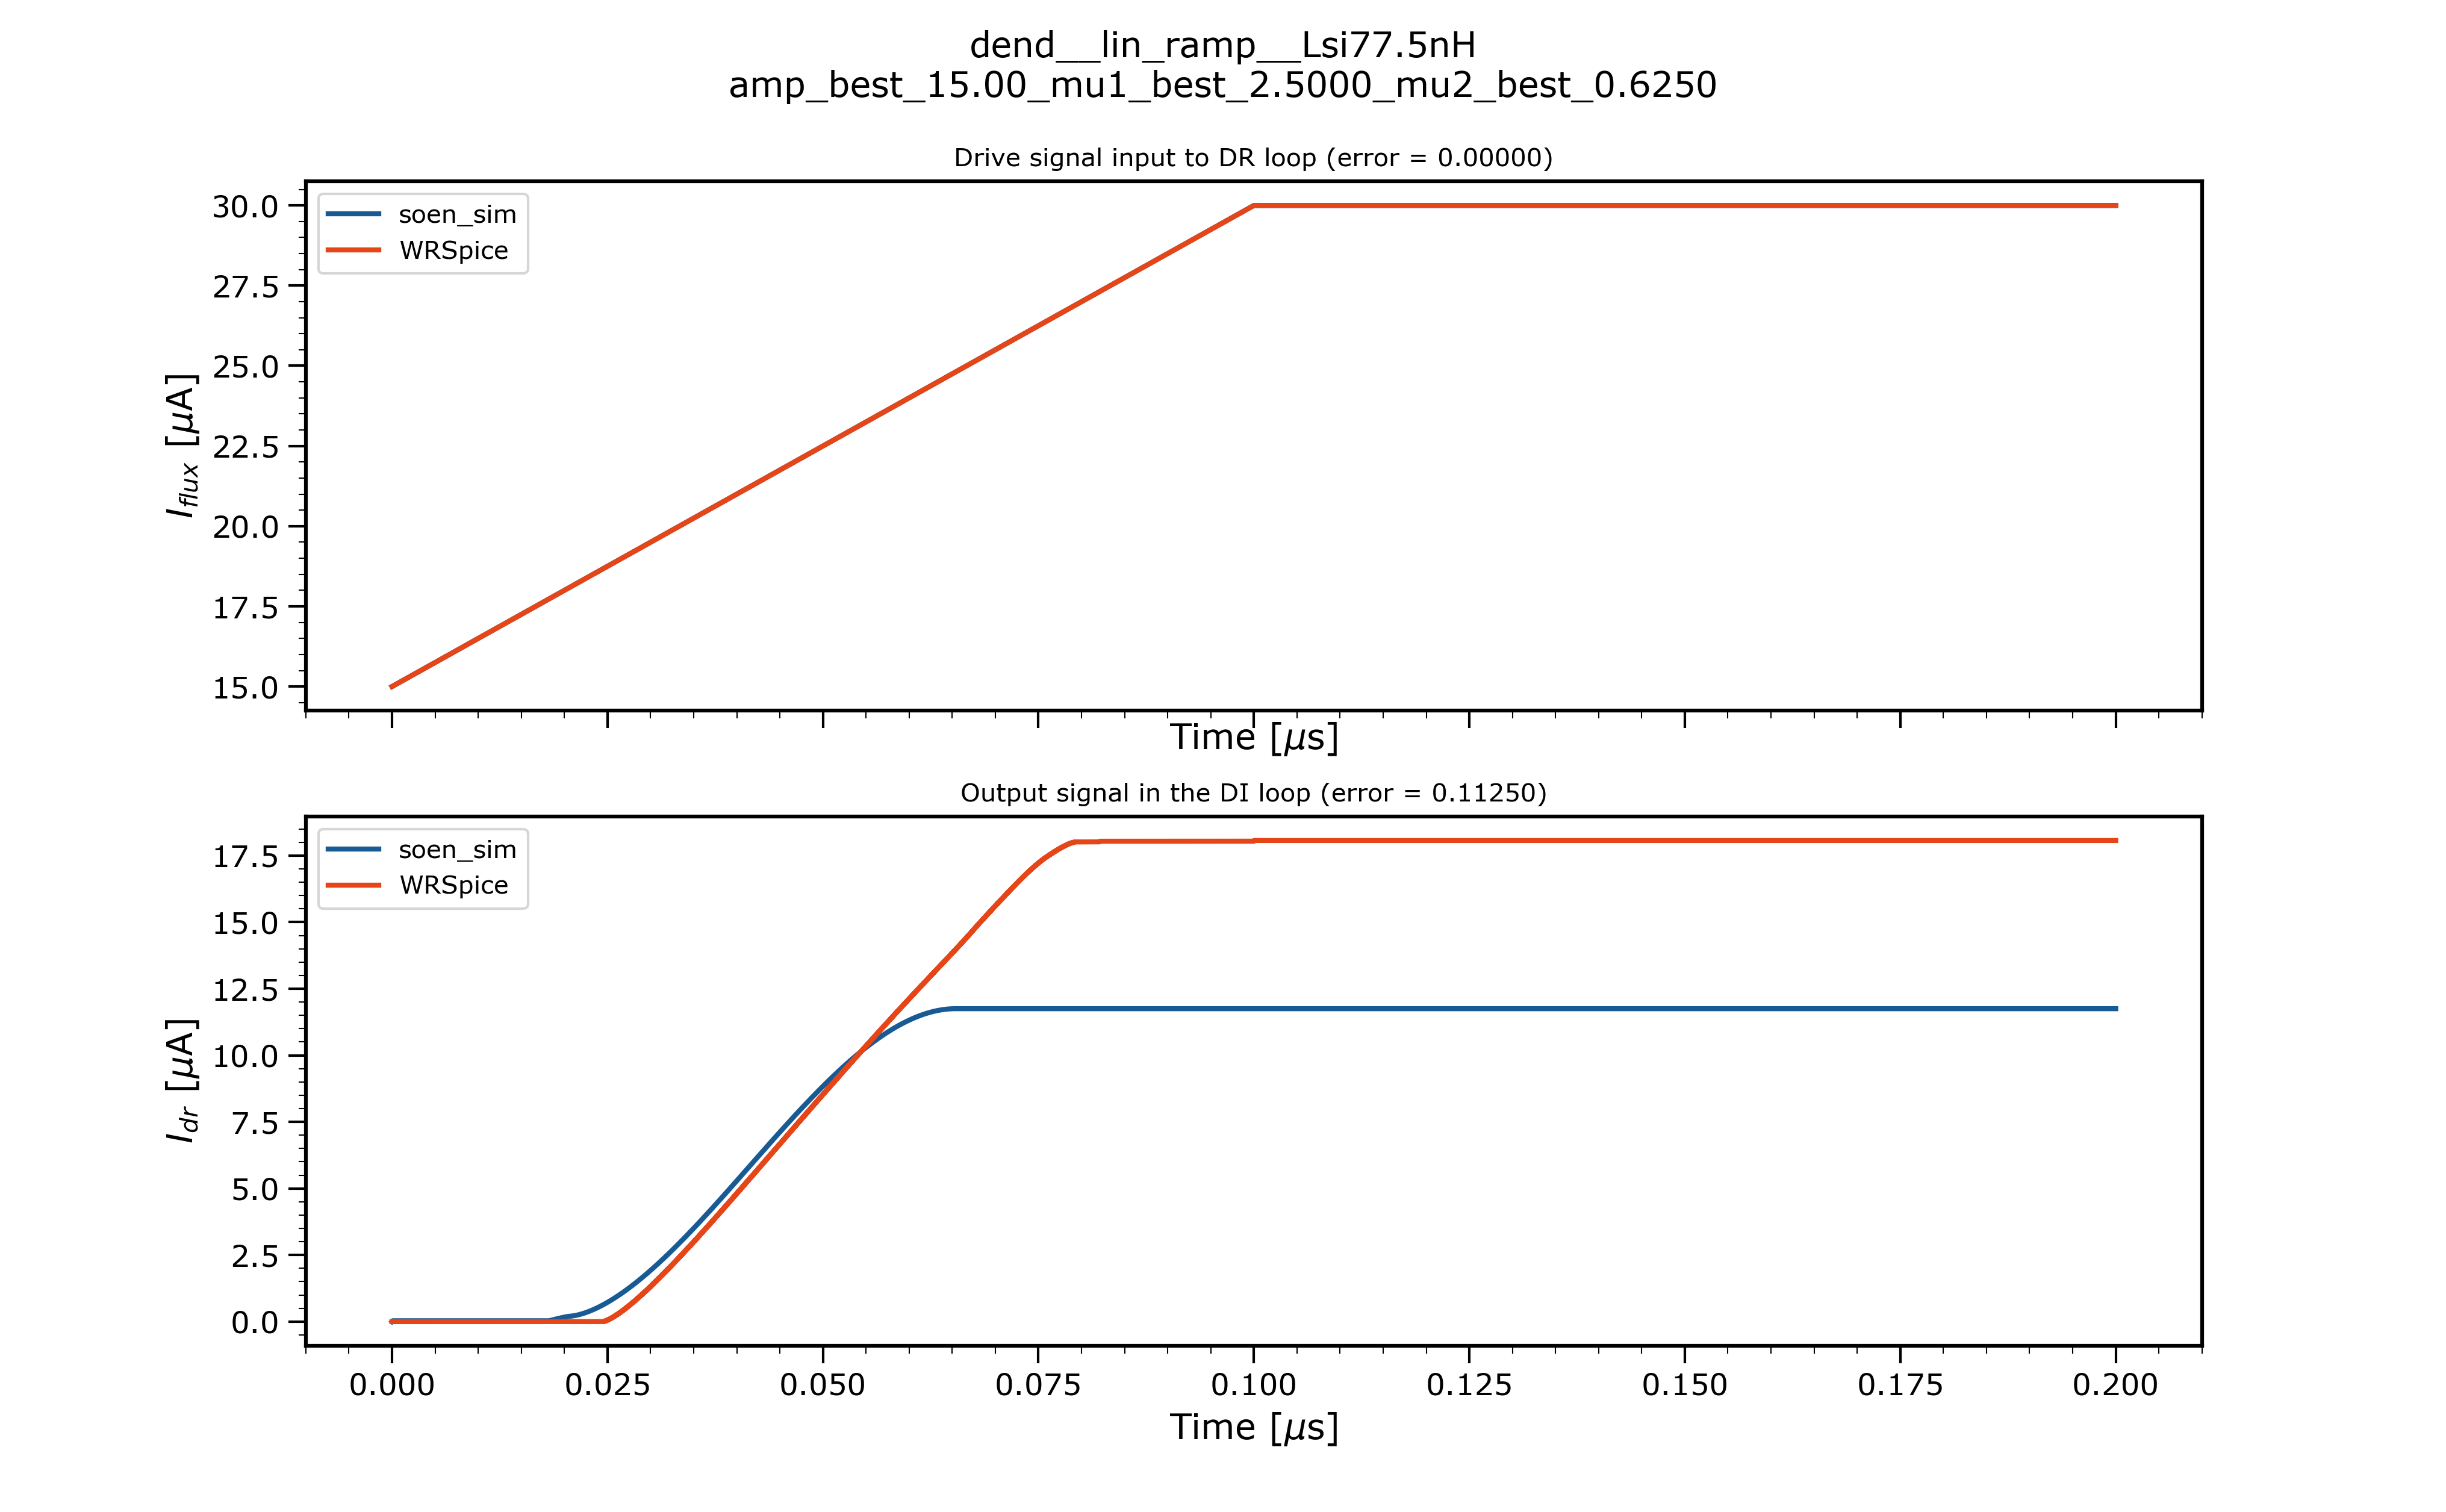 dend__lin_ramp__Lsi77.5nH
amp_best_15.00_mu1_best_2.5000_mu2_best_0.6250
Drive signal input to DR loop (error = 0.00000)
soen_sim
WRSpice
30.0
27.5
25.0
22.5
20.0
17.5
15.0
I_flux [μA]
Time [μs]
Output signal in the DI loop (error = 0.11250)
soen_sim
WRSpice
17.5
15.0
12.5
10.0
7.5
5.0
2.5
0.0
I_dr [μA]
0.000 0.025 0.050 0.075 0.100 0.125 0.150 0.175 0.200
Time [μs]